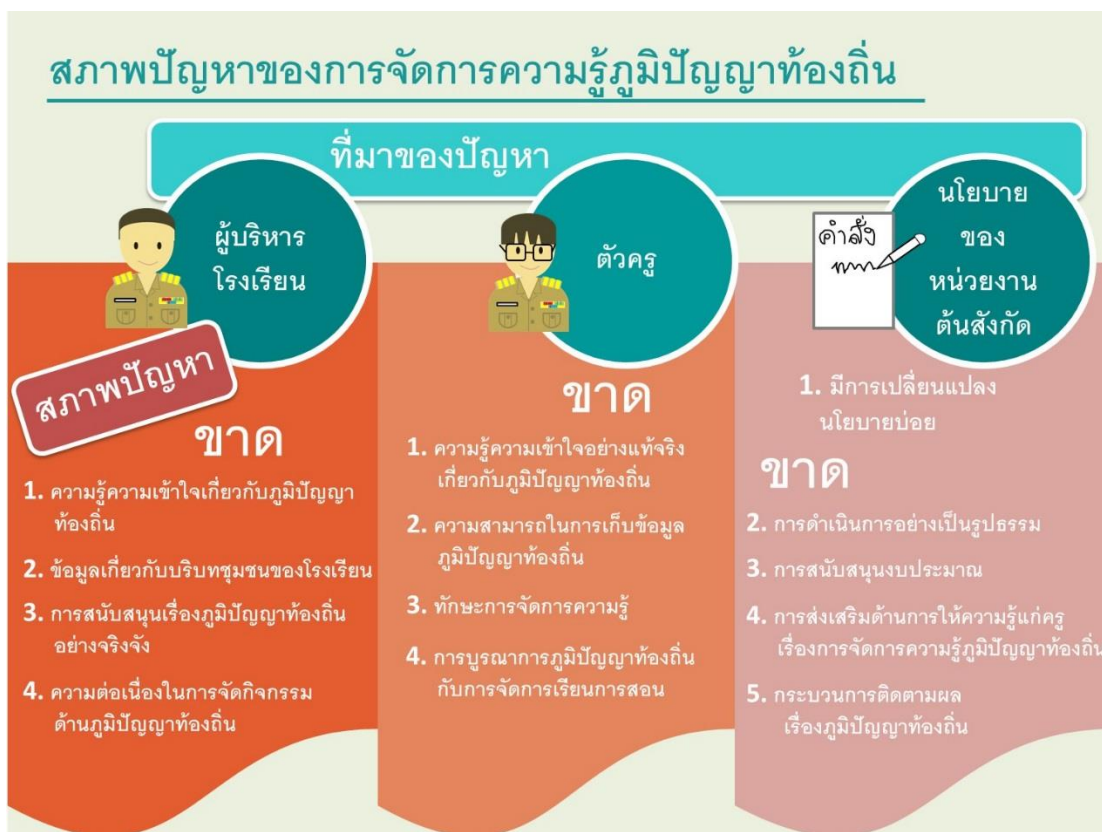 สภาพปัญหาของการจัดการความรู้ภูมิปัญญาท้องถิ่น
ที่มาของปัญหา
ผู้บริหาร
โรงเรียน
สภาพปัญหา
ขาด
1. ความรู้ความเข้าใจเกี่ยวกับภูมิปัญญา
ท้องถิ่น
2. ข้อมูลเกี่ยวกับบริบทชุมชนของโรงเรียน
3. การสนับสนุนเรื่องภูมิปัญญาท้องถิ่น
อย่างจริงจัง
4. ความต่อเนื่องในการจัดกิจกรรม
ด้านภูมิปัญญาท้องถิ่น
ตัวครู
ขาด
1. ความรู้ความเข้าใจอย่างแท้จริง
เกี่ยวกับภูมิปัญญาท้องถิ่น
2. ความสามารถในการเก็บข้อมูล
ภูมิปัญญาท้องถิ่น
3. ทักษะการจัดการความรู้
4. การบูรณาการภูมิปัญญาท้องถิ่น
กับการจัดการเรียนการสอน
คำสั่ง
นโยบาย
ของ
หน่วยงาน
ต้นสังกัด
1. มีการเปลี่ยนแปลง
นโยบายบ่อย
ขาด
2. การดำเนินการอย่างเป็นรูปธรรม
3. การสนับสนุนงบประมาณ
4. การส่งเสริมด้านการให้ความรู้แก่ครู
เรื่องการจัดการความรู้ภูมิปัญญาท้องถิ่น
5. กระบวนการติดตามผล
เรื่องภูมิปัญญาท้องถิ่น